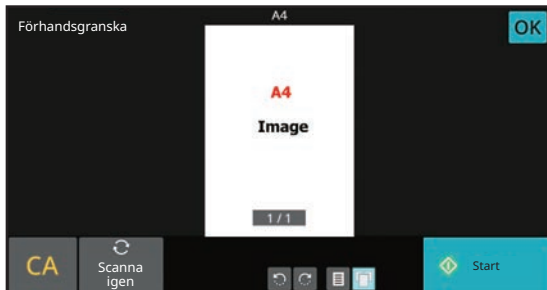 A4
Förhandsgranska
OK
A4
Image
1 / 1
CA
Scanna
igen
Start